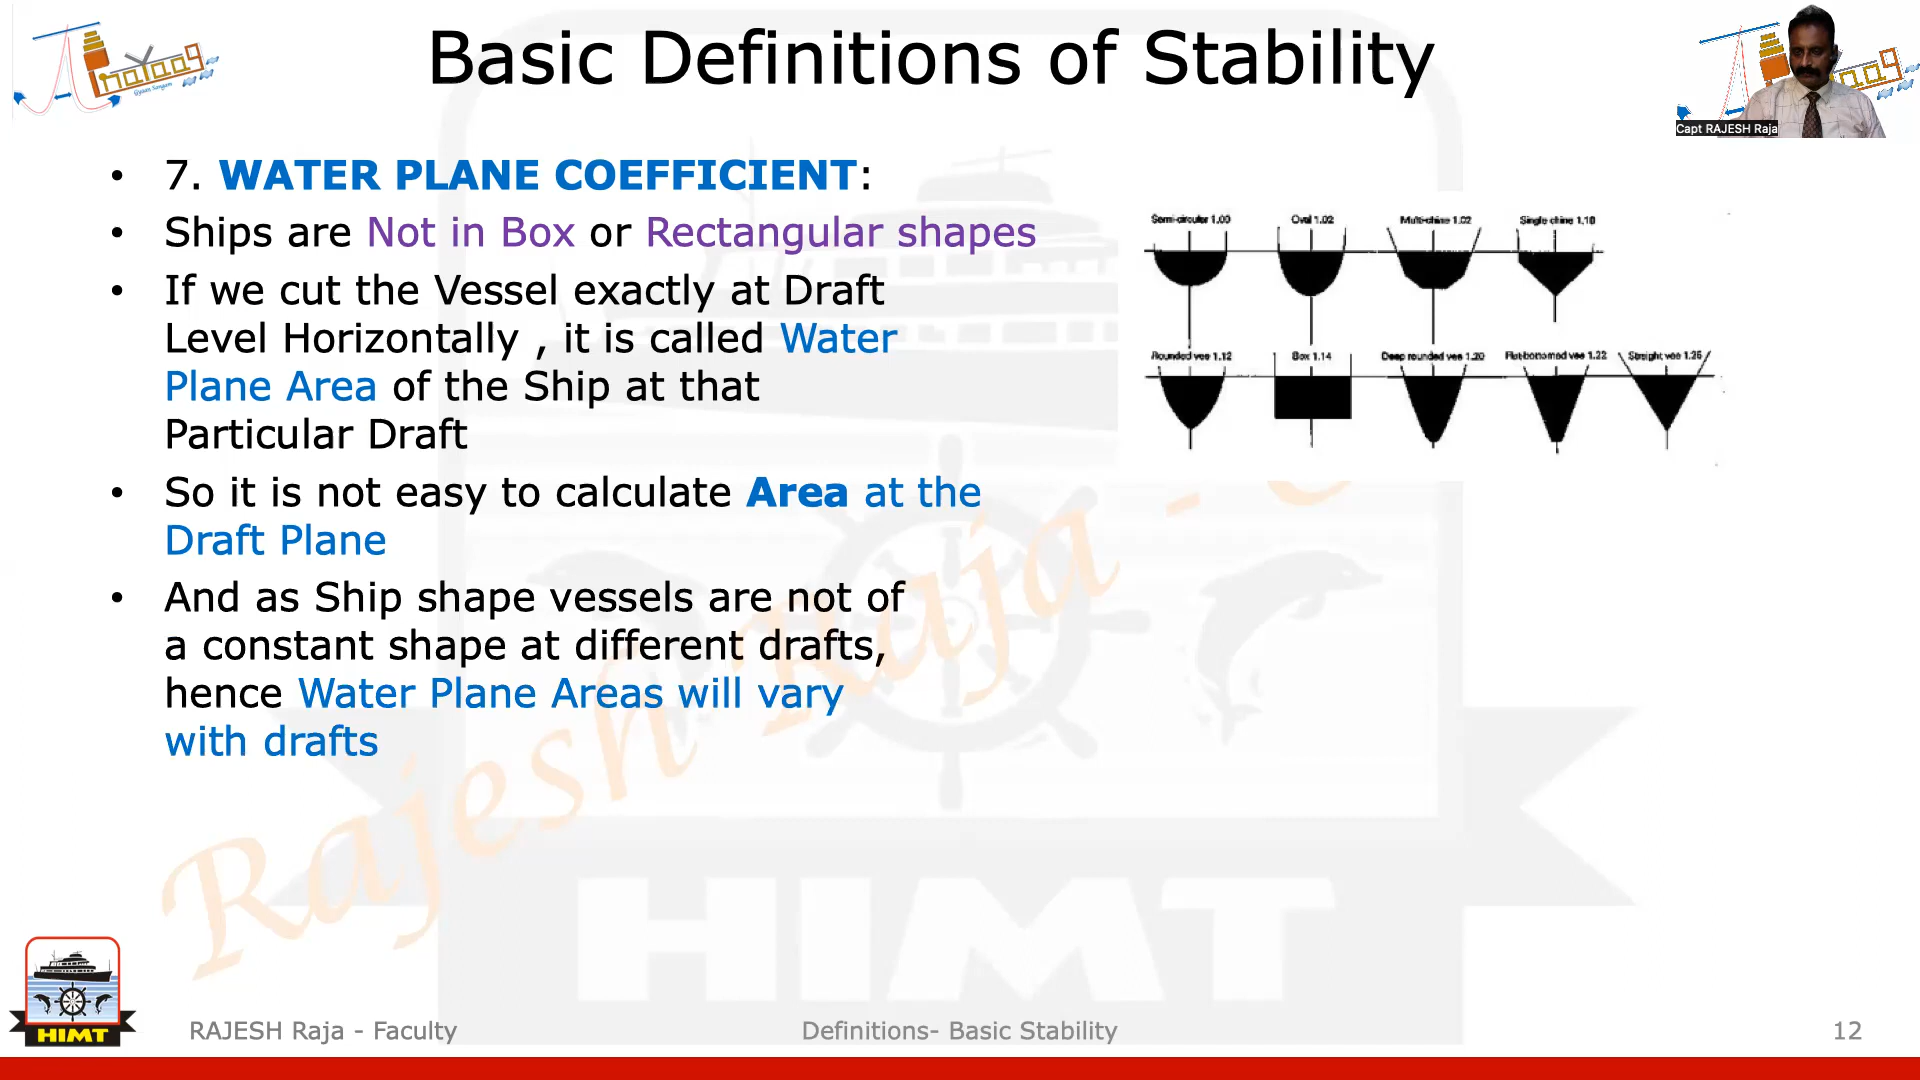 Basic Definitions of Stability
Capt RAJESH Raja
• 7. WATER PLANE COEFFICIENT:
• Ships are Not in Box or Rectangular shapes
• If we cut the Vessel exactly at Draft
Level Horizontally , it is called Water
Plane Area of the Ship at that
Particular Draft
• So it is not easy to calculate Area at the
Draft Plane
• And as Ship shape vessels are not of
a constant shape at different drafts,
hence Water Plane Areas will vary
with drafts
Semi-circular 1.00 Oval 1.02 Multi-chine 1.02 Single chine 1.10
Rounded vee 1.12 Box 1.14 Deep rounded vee 1.20 Flat-bottomed vee 1.22 Straight vee 1.25
Rajesh Raja -
HIMT
HIMT
RAJESH Raja - Faculty
Definitions- Basic Stability
12